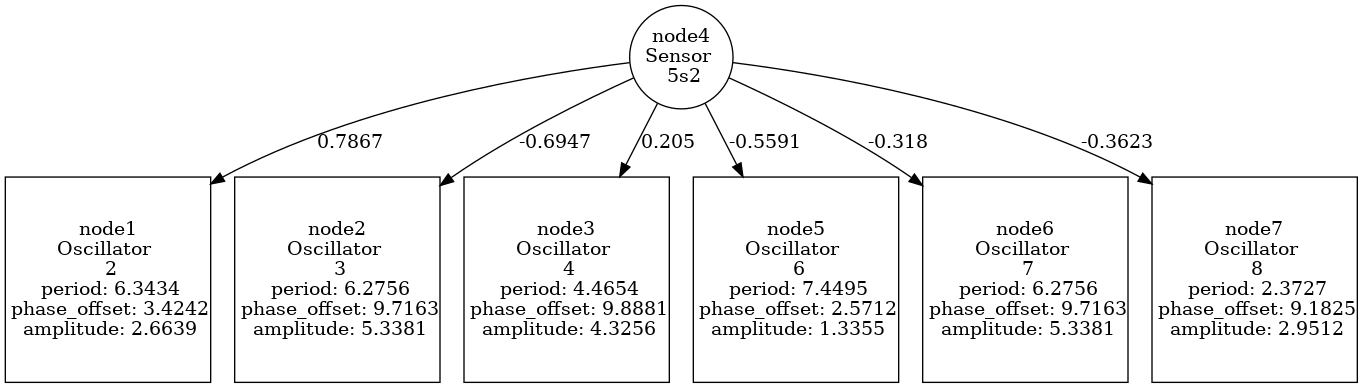 node4
Sensor
5s2
0.7867
-0.6947
0.205
-0.5591
-0.318
-0.3623
node1
Oscillator
2
period: 6.3434
phase_offset: 3.4242
amplitude: 2.6639
node2
Oscillator
3
period: 6.2756
phase_offset: 9.7163
amplitude: 5.3381
node3
Oscillator
4
period: 4.4654
phase_offset: 9.8881
amplitude: 4.3256
node5
Oscillator
6
period: 7.4495
phase_offset: 2.5712
amplitude: 1.3355
node6
Oscillator
7
period: 6.2756
phase_offset: 9.7163
amplitude: 5.3381
node7
Oscillator
8
period: 2.3727
phase_offset: 9.1825
amplitude: 2.9512